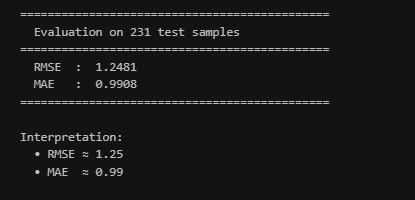 ============================================
Evaluation on 231 test samples
============================================
RMSE : 1.2481
MAE : 0.9908
============================================
Interpretation:
• RMSE ≈ 1.25
• MAE ≈ 0.99